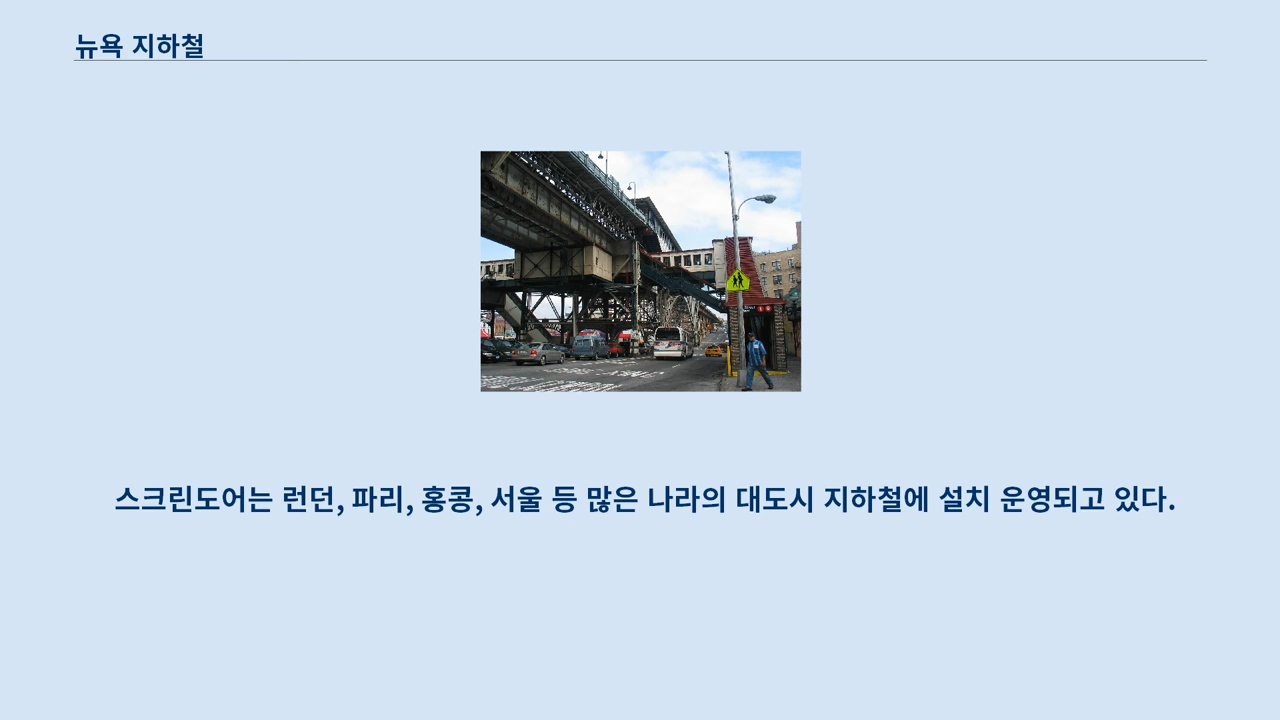 뉴욕 지하철
스크린도어는 런던, 파리, 홍콩, 서울 등 많은 나라의 대도시 지하철에 설치 운영되고 있다.